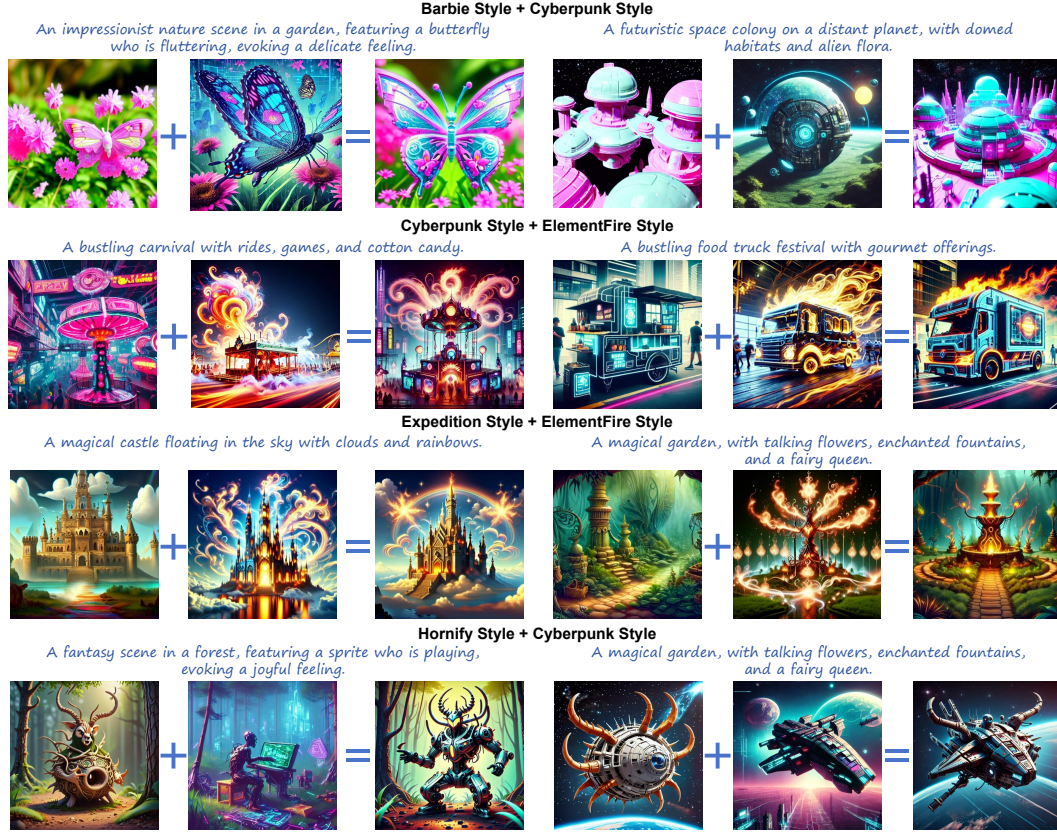 Barbie Style + Cyberpunk Style
An impressionist nature scene in a garden, featuring a butterfly
who is fluttering, evoking a delicate feeling.
A futuristic space colony on a distant planet, with domed
habitats and alien flora.
+
=
+
=
Cyberpunk Style + ElementFire Style
A bustling carnival with rides, games, and cotton candy.
A bustling food truck festival with gourmet offerings.
+
=
+
=
Expedition Style + ElementFire Style
A magical castle floating in the sky with clouds and rainbows.
A magical garden, with talking flowers, enchanted fountains,
and a fairy queen.
+
=
+
=
Hornify Style + Cyberpunk Style
A fantasy scene in a forest, featuring a sprite who is playing,
evoking a joyful feeling.
A magical garden, with talking flowers, enchanted fountains,
and a fairy queen.
+
=
+
=